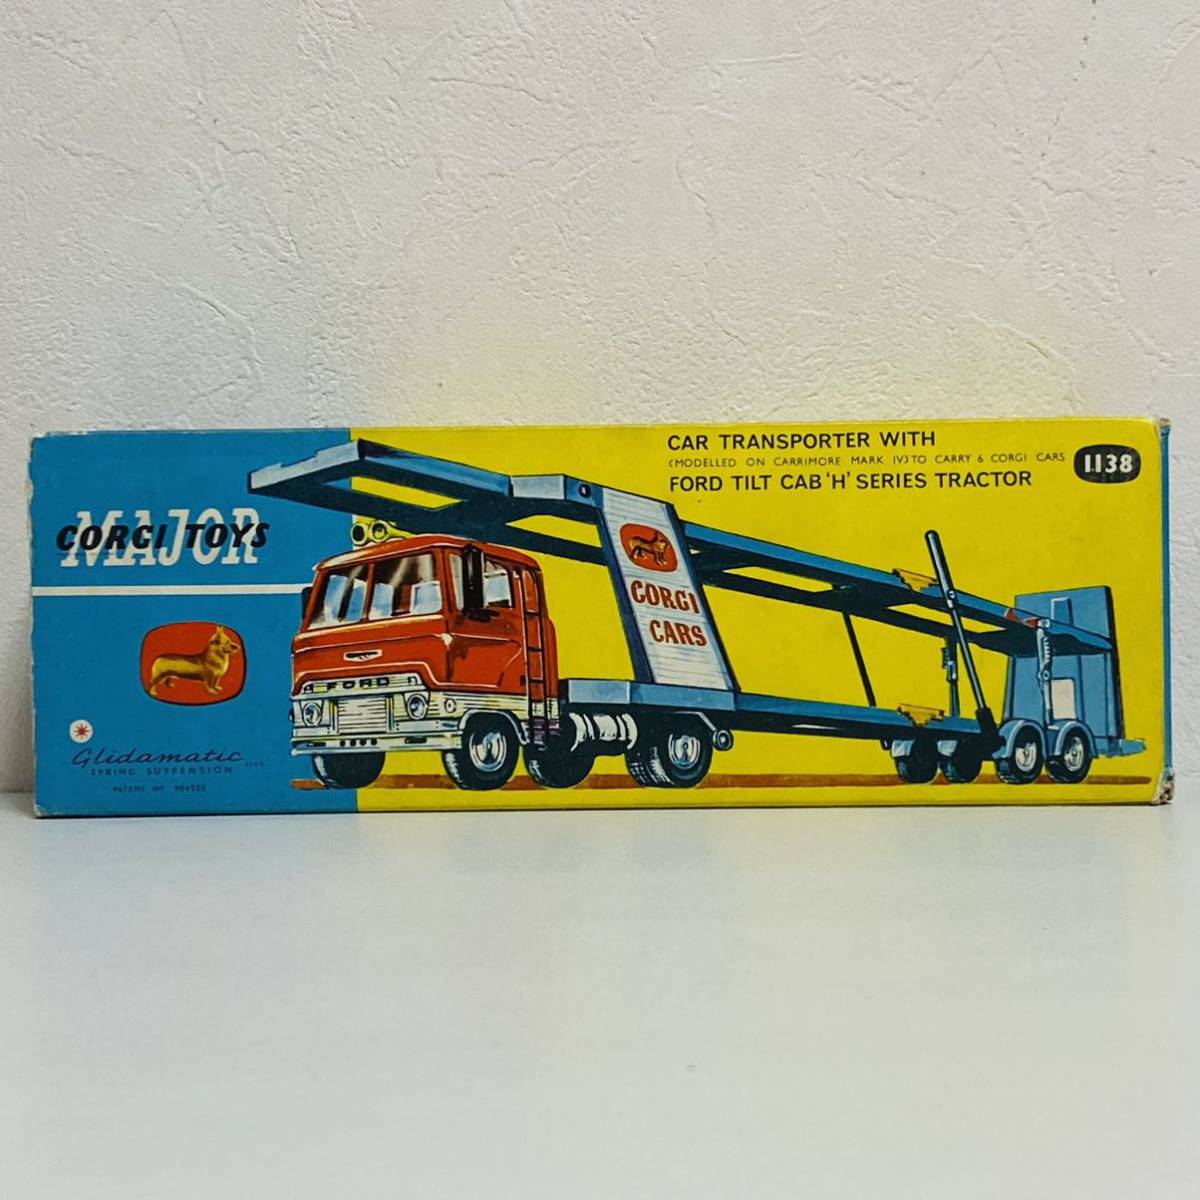 CORGI TOYS
MAJOR
Glidamatic
SPRING SUSPENSION
CAR TRANSPORTER WITH
(MODELLED ON CARRIMORE MARK IV) TO CARRY 6 CORGI CARS
FORD TILT CAB 'H' SERIES TRACTOR
1138
CORGI
CARS
FORD